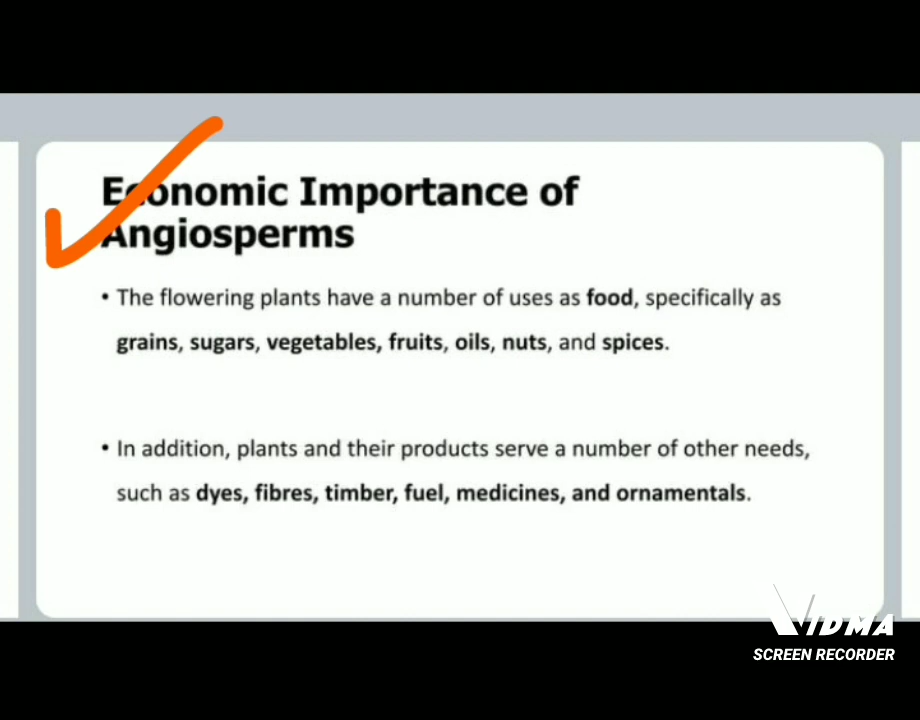 Economic Importance of
Angiosperms
• The flowering plants have a number of uses as food, specifically as
grains, sugars, vegetables, fruits, oils, nuts, and spices.
• In addition, plants and their products serve a number of other needs,
such as dyes, fibres, timber, fuel, medicines, and ornamentals.
VIDMA
SCREEN RECORDER